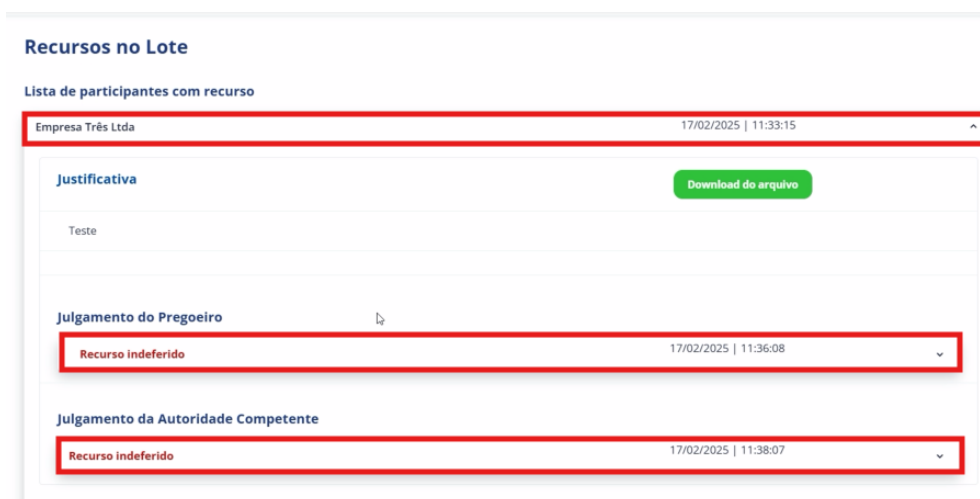 Recursos no Lote
Lista de participantes com recurso
Empresa Três Ltda 17/02/2025 | 11:33:15
Justificativa Download do arquivo
Teste
Julgamento do Pregoeiro
Recurso indeferido 17/02/2025 | 11:36:08
Julgamento da Autoridade Competente
Recurso indeferido 17/02/2025 | 11:38:07